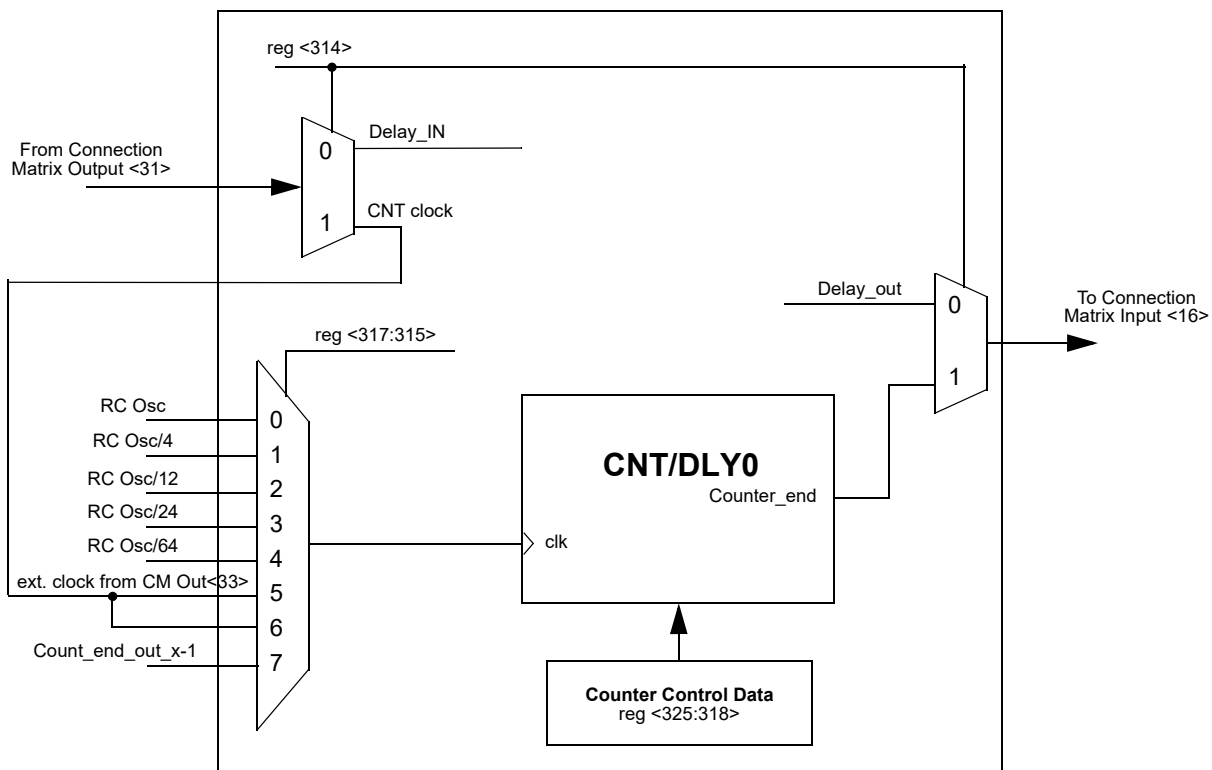 reg <314>
From Connection
Matrix Output <31>
0
Delay_IN
1
CNT clock
Delay_out
0
To Connection
Matrix Input <16>
1
reg <317:315>
RC Osc
0
RC Osc/4
1
RC Osc/12
2
RC Osc/24
3
RC Osc/64
4
ext. clock from CM Out<33>
5
6
Count_end_out_x-1
7
CNT/DLY0
Counter_end
clk
Counter Control Data
reg <325:318>